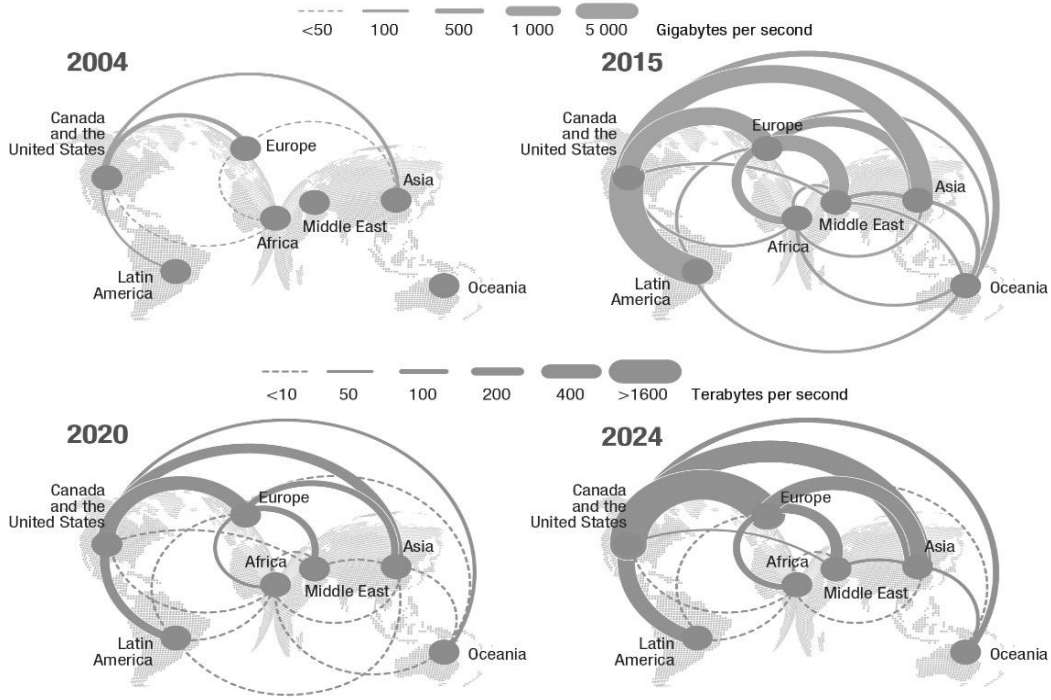 <50 100 500 1 000 5 000 Gigabytes per second
2004
Canada
and the
United States
Europe
Asia
Africa
Middle East
Latin
America
Oceania
2015
Canada
and the
United States
Europe
Asia
Africa
Middle East
Latin
America
Oceania
<10 50 100 200 400 >1600 Terabytes per second
2020
Canada
and the
United States
Europe
Africa
Asia
Middle East
Latin
America
Oceania
2024
Canada
and the
United States
Europe
Africa
Asia
Middle East
Latin
America
Oceania